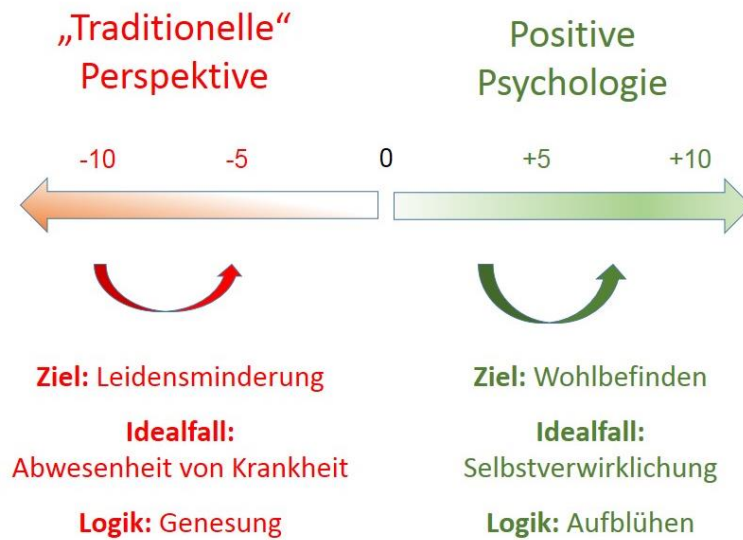 „Traditionelle“
Perspektive
Positive
Psychologie
-10 -5 0 +5 +10
Ziel: Leidensminderung
Idealfall:
Abwesenheit von Krankheit
Logik: Genesung
Ziel: Wohlbefinden
Idealfall:
Selbstverwirklichung
Logik: Aufblühen